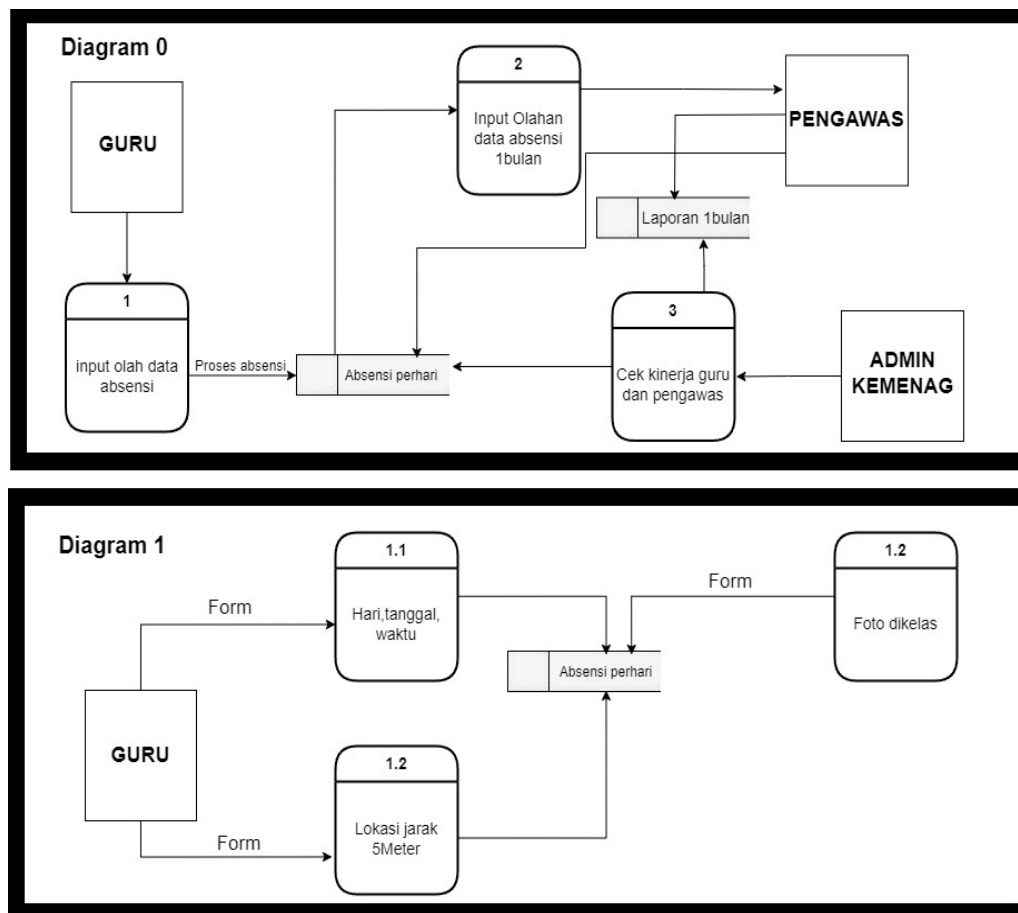 Diagram 0
GURU
1
input olah data
absensi
Proses absensi
Absensi perhari
2
Input Olahan
data absensi
1bulan
PENGAWAS
Laporan 1bulan
3
Cek kinerja guru
dan pengawas
ADMIN
KEMENAG
Diagram 1
GURU
Form
1.1
Hari,tanggal,
waktu
Form
1.2
Lokasi jarak
5Meter
Absensi perhari
Form
1.2
Foto dikelas